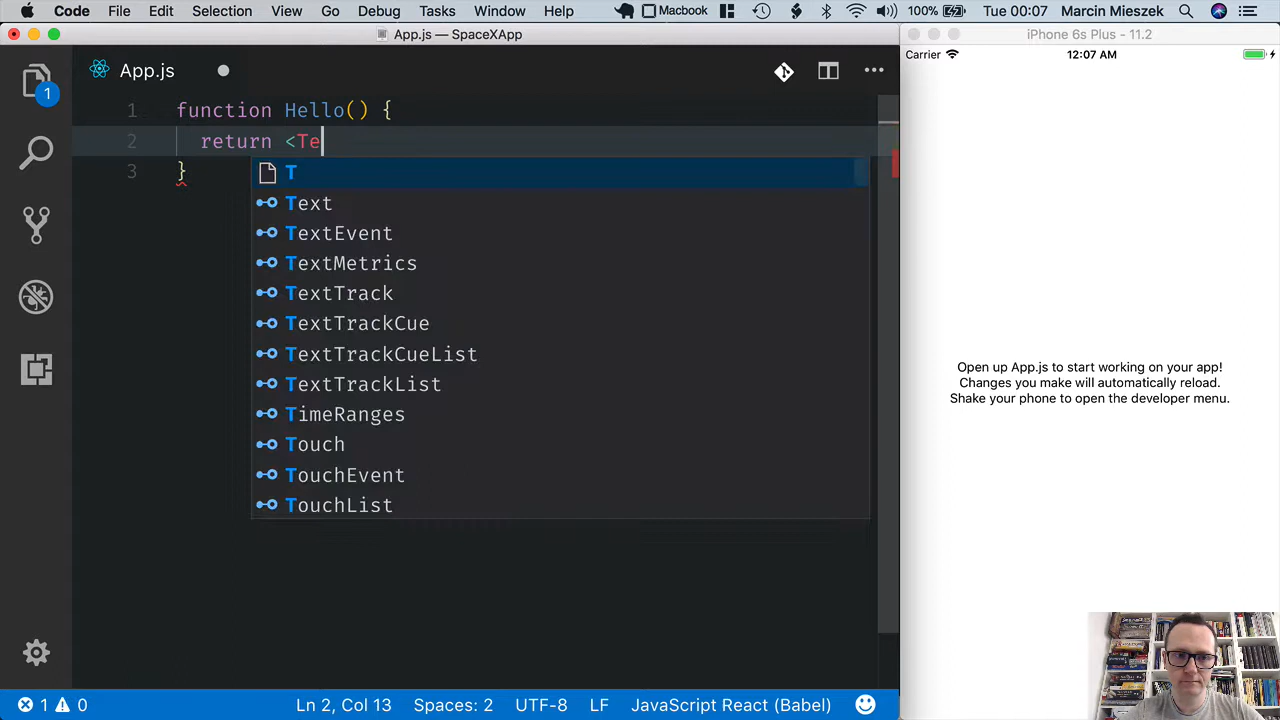 Code File Edit Selection View Go Debug Tasks Window Help Macbook 100% Tue 00:07 Marcin Mieszek
App.js — SpaceXApp
iPhone 6s Plus - 11.2
Carrier 12:07 AM
App.js
1
1 function Hello() {
2 return <Te
3 }
T
Text
TextEvent
TextMetrics
TextTrack
TextTrackCue
TextTrackCueList
TextTrackList
TimeRanges
Touch
TouchEvent
TouchList
Open up App.js to start working on your app!
Changes you make will automatically reload.
Shake your phone to open the developer menu.
1 0 Ln 2, Col 13 Spaces: 2 UTF-8 LF JavaScript React (Babel)